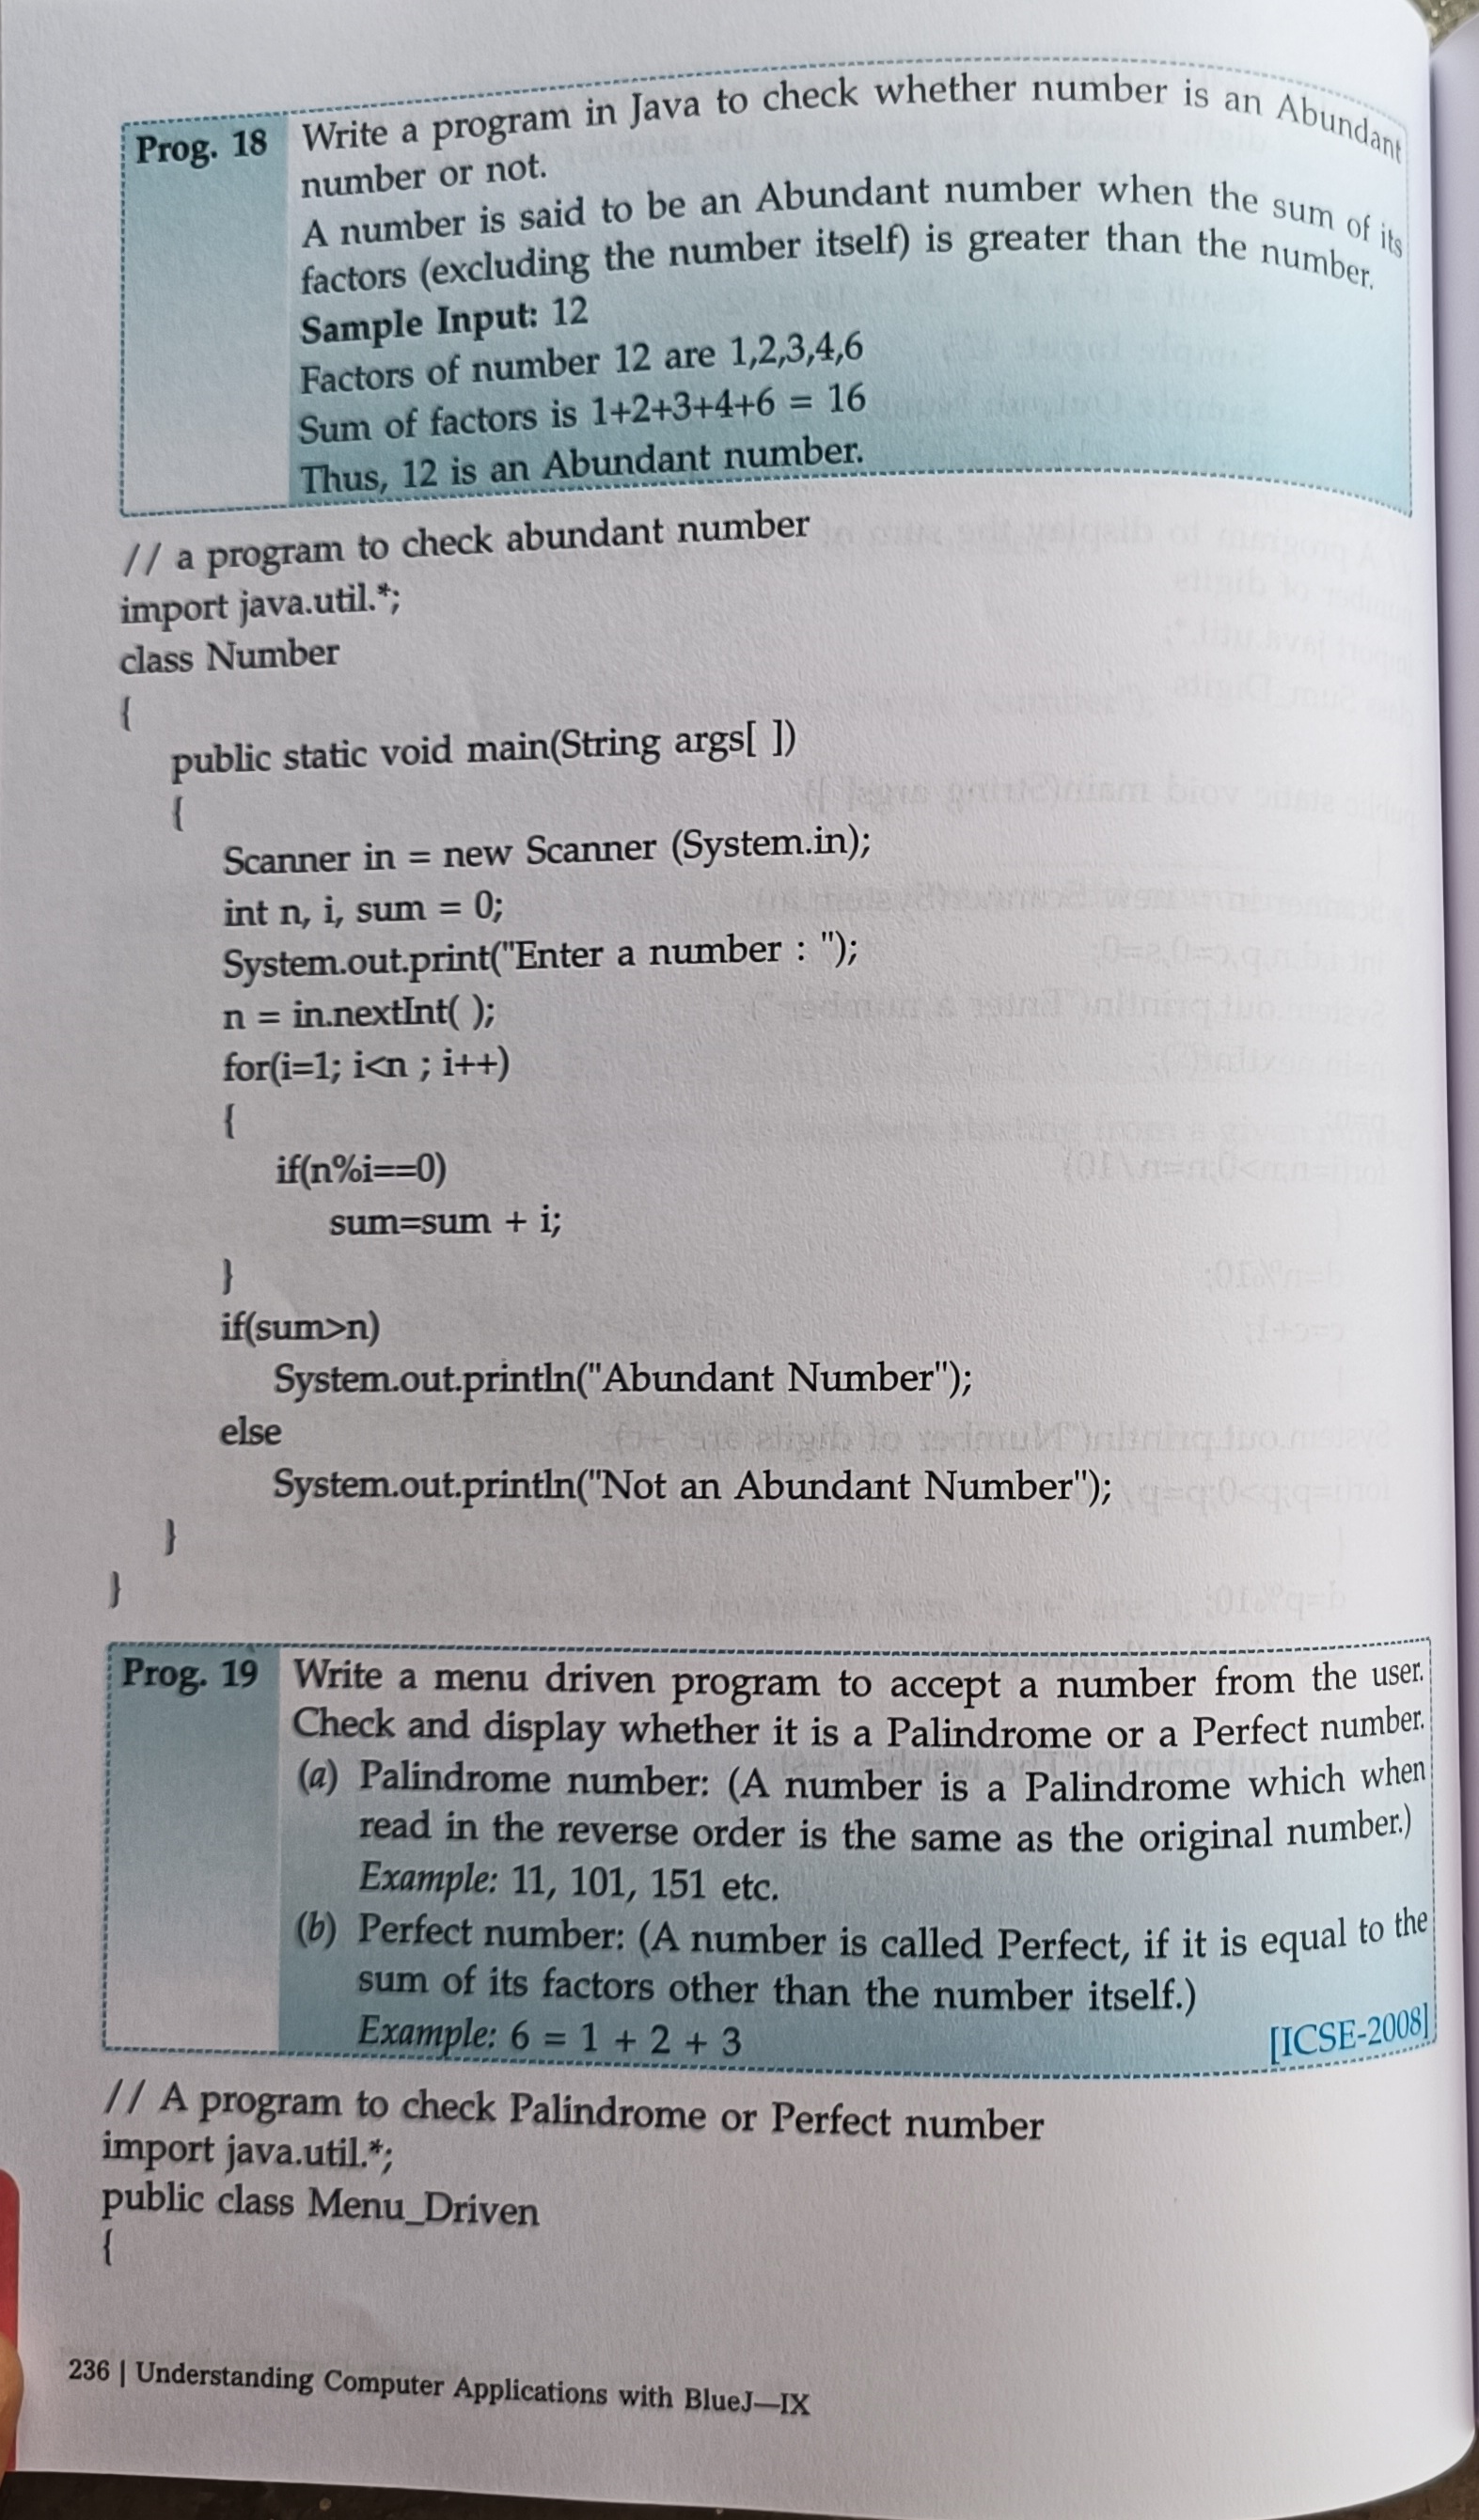 Prog. 18 Write a program in Java to check whether number is an Abundant
number or not.
A number is said to be an Abundant number when the sum of its
factors (excluding the number itself) is greater than the number.
Sample Input: 12
Factors of number 12 are 1,2,3,4,6
Sum of factors is 1+2+3+4+6 = 16
Thus, 12 is an Abundant number.
// a program to check abundant number
import java.util.*;
class Number
{
public static void main(String args[ ])
{
Scanner in = new Scanner (System.in);
int n, i, sum = 0;
System.out.print("Enter a number : ");
n = in.nextInt( );
for(i=1; i<n ; i++)
{
if(n%i==0)
sum=sum + i;
}
if(sum>n)
System.out.println("Abundant Number");
else
System.out.println("Not an Abundant Number");
}
}
Prog. 19 Write a menu driven program to accept a number from the user.
Check and display whether it is a Palindrome or a Perfect number.
(a) Palindrome number: (A number is a Palindrome which when
read in the reverse order is the same as the original number.)
Example: 11, 101, 151 etc.
(b) Perfect number: (A number is called Perfect, if it is equal to the
sum of its factors other than the number itself.)
Example: 6 = 1 + 2 + 3
[ICSE-2008]
// A program to check Palindrome or Perfect number
import java.util.*;
public class Menu_Driven
{
236 | Understanding Computer Applications with BlueJ—IX